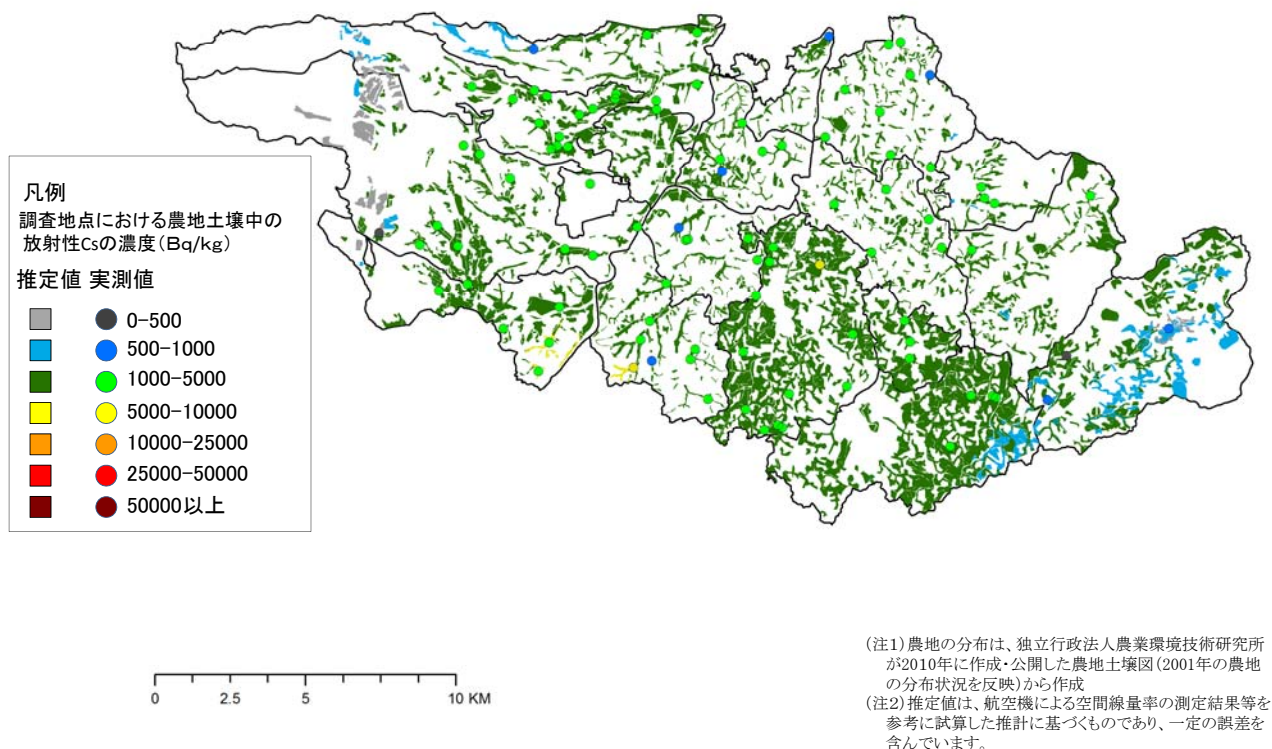 凡例
調査地点における農地土壌中の
放射性Csの濃度（Bq/kg）
推定値 実測値
0-500
500-1000
1000-5000
5000-10000
10000-25000
25000-50000
50000以上
0 2.5 5 10 KM
（注1）農地の分布は、独立行政法人農業環境技術研究所
が2010年に作成・公開した農地土壌図（2001年の農地
の分布状況を反映）から作成
（注2）推定値は、航空機による空間線量率の測定結果等を
参考に試算した推計に基づくものであり、一定の誤差を
含んでいます。